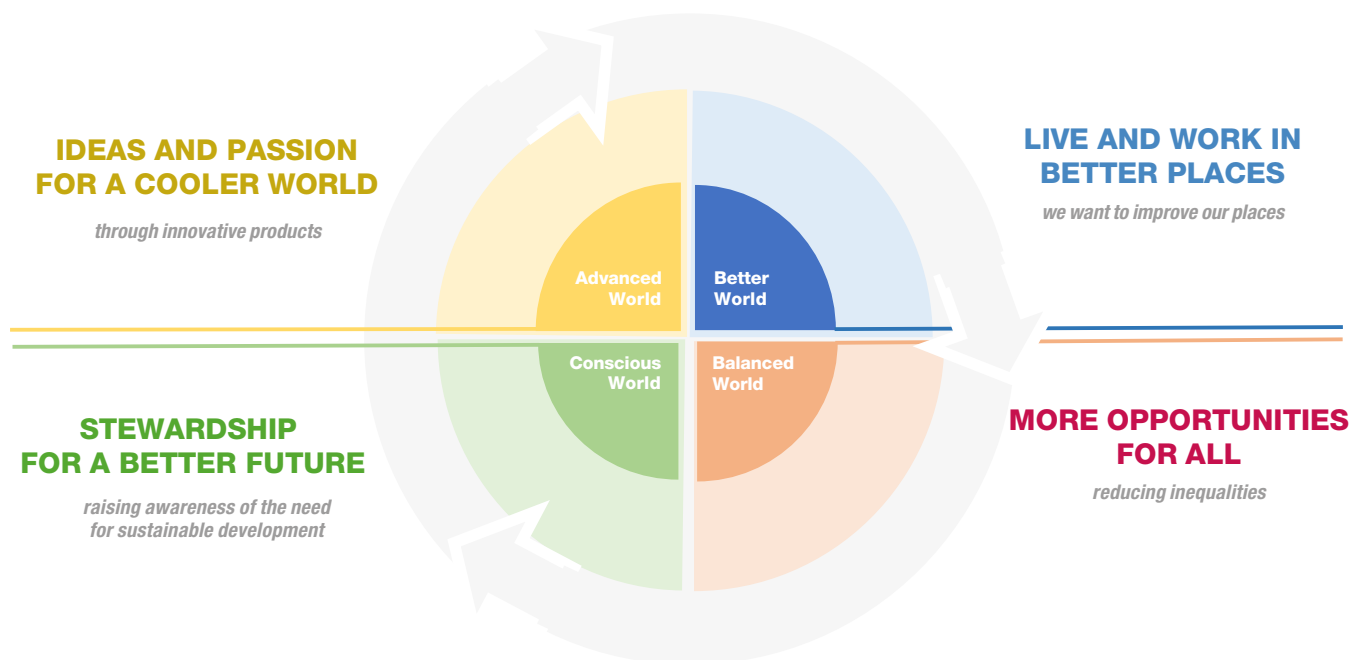 IDEAS AND PASSION
FOR A COOLER WORLD
through innovative products
LIVE AND WORK IN
BETTER PLACES
we want to improve our places
Advanced
World
Better
World
Conscious
World
Balanced
World
STEWARDSHIP
FOR A BETTER FUTURE
raising awareness of the need
for sustainable development
MORE OPPORTUNITIES
FOR ALL
reducing inequalities